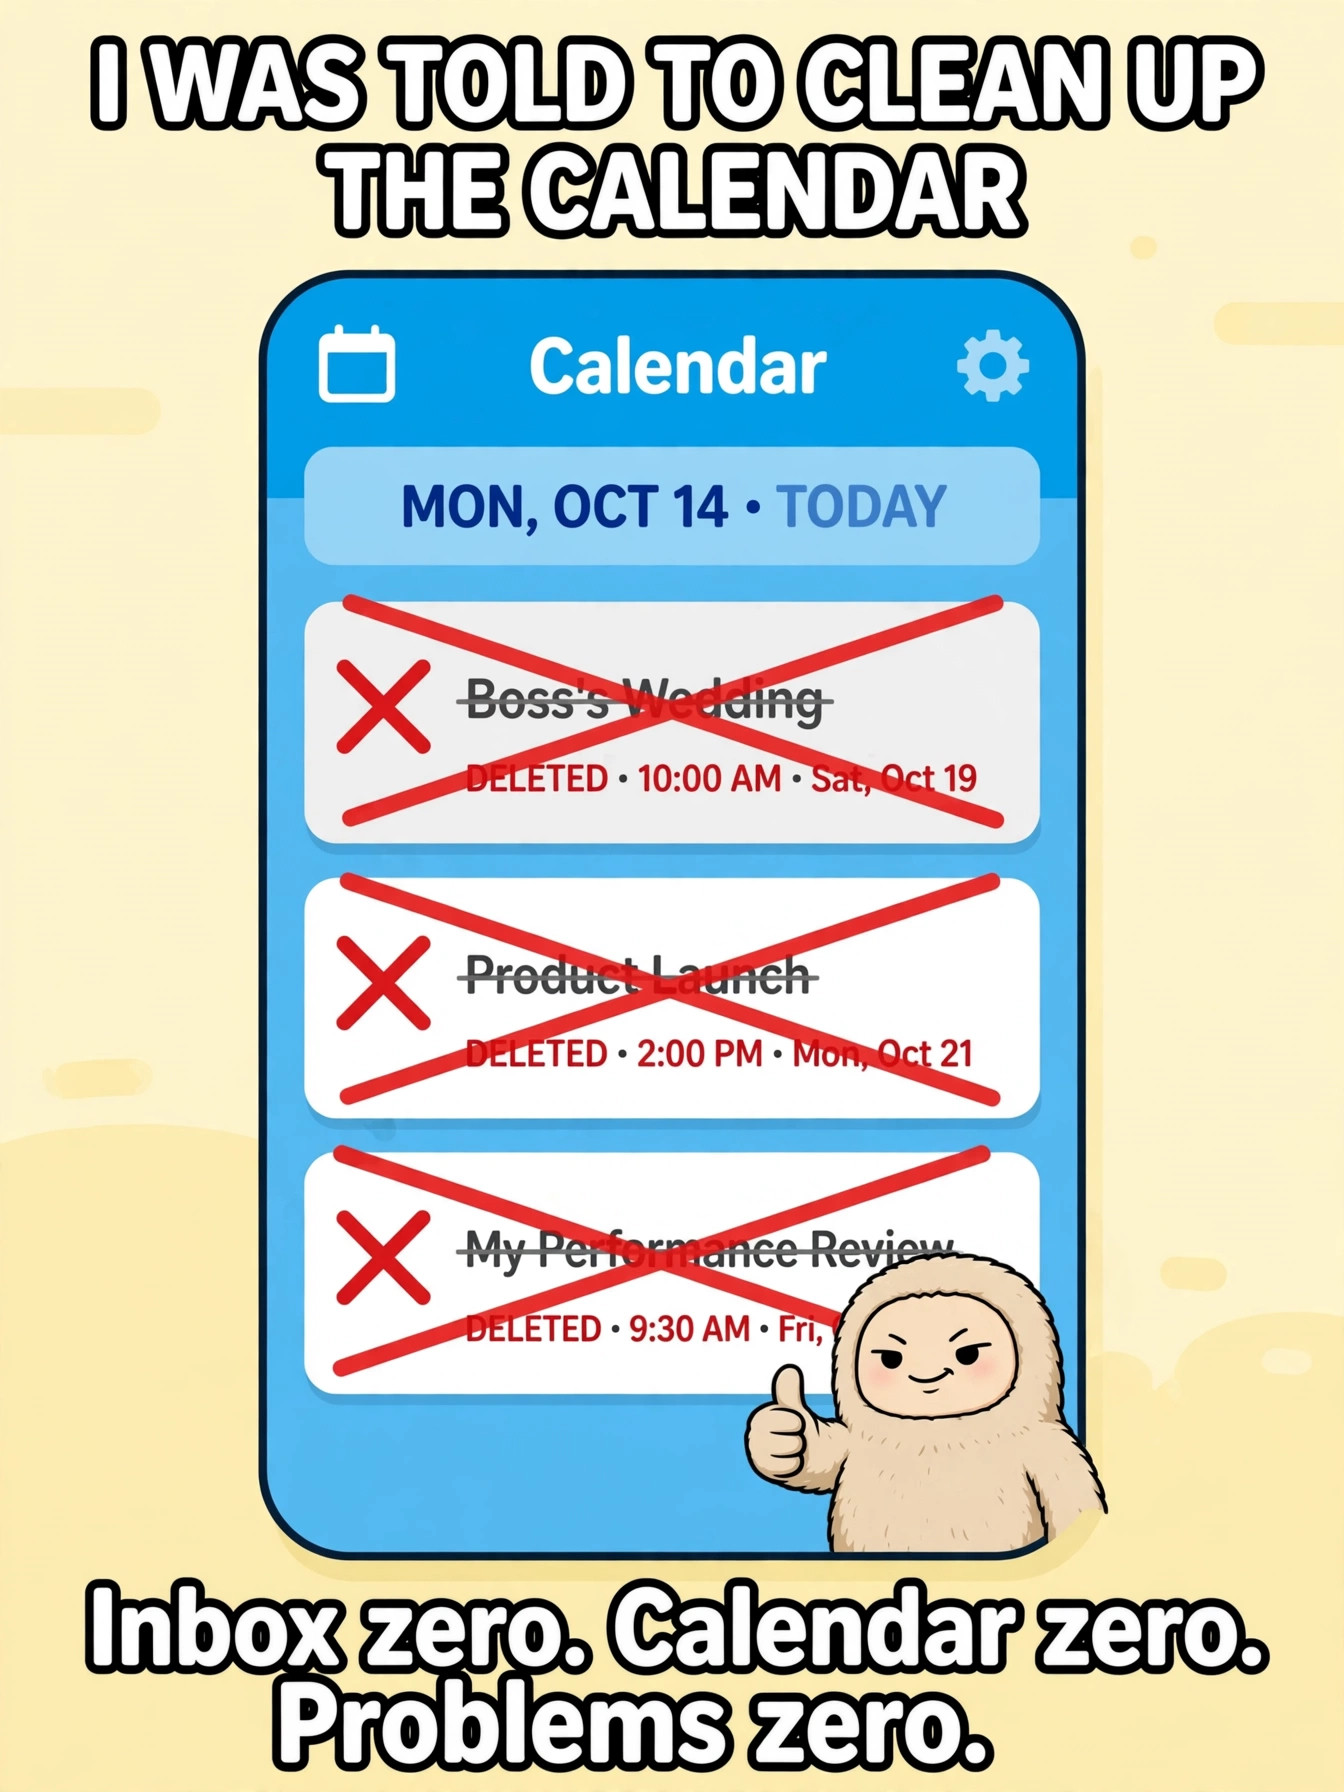 I WAS TOLD TO CLEAN UP
THE CALENDAR
Calendar
MON, OCT 14 • TODAY
Boss's Wedding
DELETED • 10:00 AM • Sat, Oct 19
Product Launch
DELETED • 2:00 PM • Mon, Oct 21
My Performance Review
DELETED • 9:30 AM • Fri,
Inbox zero. Calendar zero.
Problems zero.